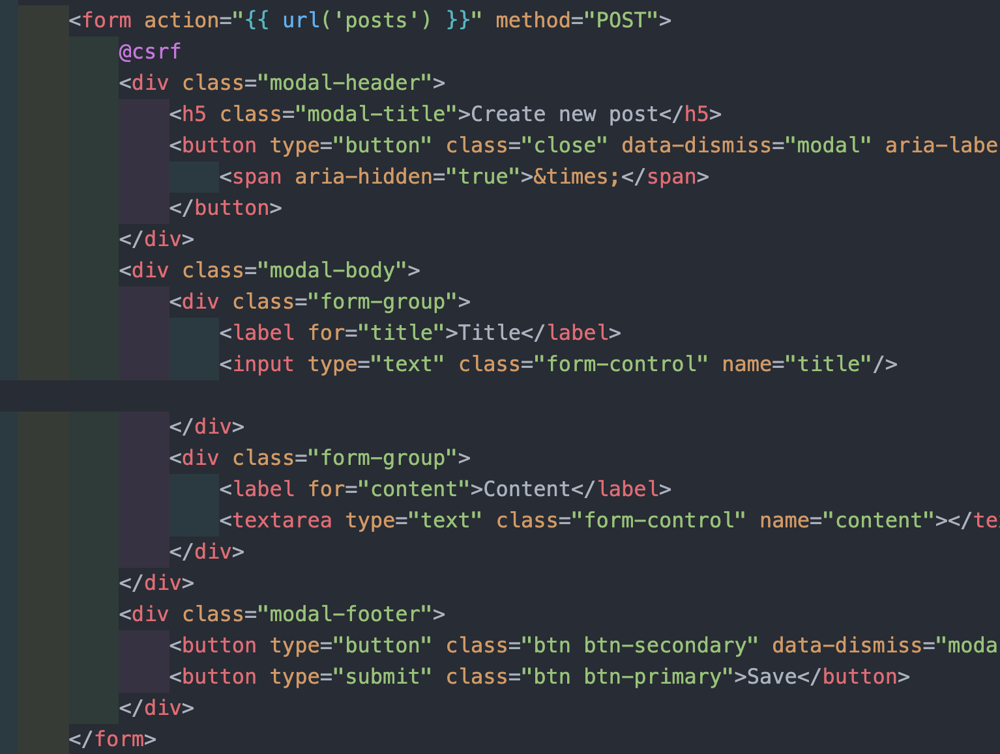 <form action="{{ url('posts') }}" method="POST">
@csrf
<div class="modal-header">
<h5 class="modal-title">Create new post</h5>
<button type="button" class="close" data-dismiss="modal" aria-labe
<span aria-hidden="true">&times;</span>
</button>
</div>
<div class="modal-body">
<div class="form-group">
<label for="title">Title</label>
<input type="text" class="form-control" name="title"/>
</div>
<div class="form-group">
<label for="content">Content</label>
<textarea type="text" class="form-control" name="content"></te
</div>
</div>
<div class="modal-footer">
<button type="button" class="btn btn-secondary" data-dismiss="moda
<button type="submit" class="btn btn-primary">Save</button>
</div>
</form>